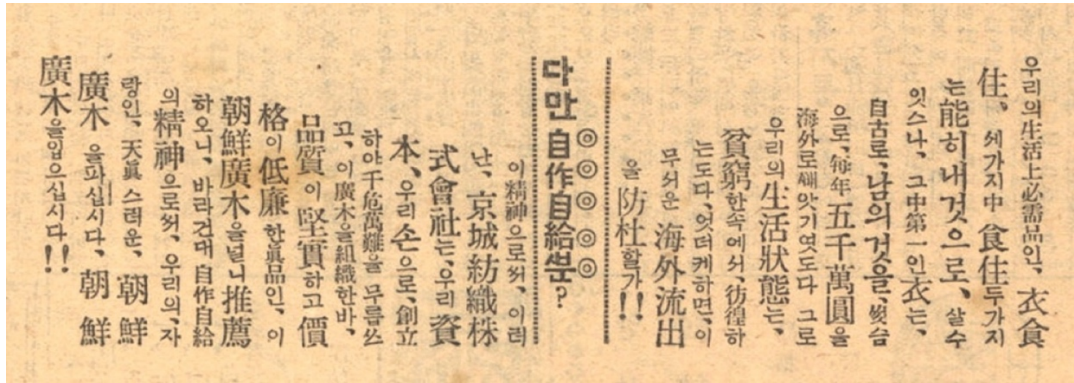 우리의生活上必需品인、衣食
住、세가지中 食住두가지
는能히내것으로、살수
잇스나、그中第一인衣는、
自古로、남의것을、썻슴
으로、每年五千萬圓을
海外로ᄲᅢ앗기엿도다 그로
우리의生活狀態는、
貧窮한속에서、彷徨하
는도다、엇더케하면、이
무서운 海外流出
을 防杜할가!!
다만 自作自給ᄲᅮᆫ?
이精神으로써、이러
난、京城紡織株
式會社는、우리資
本、우리손으로、創立
하야千危萬難을 무릅쓰
고、이廣木을組織한바、
品質이堅實하고價
格이低廉한眞品인、이
朝鮮廣木을널니推薦
하오니、바라건대自作自給
의精神으로써、우리의、자
랑인、天眞스러운、朝鮮
廣木을파십시다、朝鮮
廣木을입으십시다!!